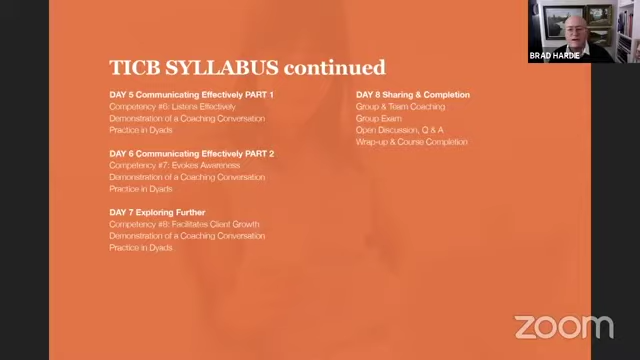 TICB SYLLABUS continued
DAY 5 Communicating Effectively PART 1
Competency #6: Listens Effectively
Demonstration of a Coaching Conversation
Practice in Dyads
DAY 6 Communicating Effectively PART 2
Competency #7: Evokes Awareness
Demonstration of a Coaching Conversation
Practice in Dyads
DAY 7 Exploring Further
Competency #8: Facilitates Client Growth
Demonstration of a Coaching Conversation
Practice in Dyads
DAY 8 Sharing & Completion
Group & Team Coaching
Group Exam
Open Discussion, Q & A
Wrap-up & Course Completion
BRAD HARDIE
zoom